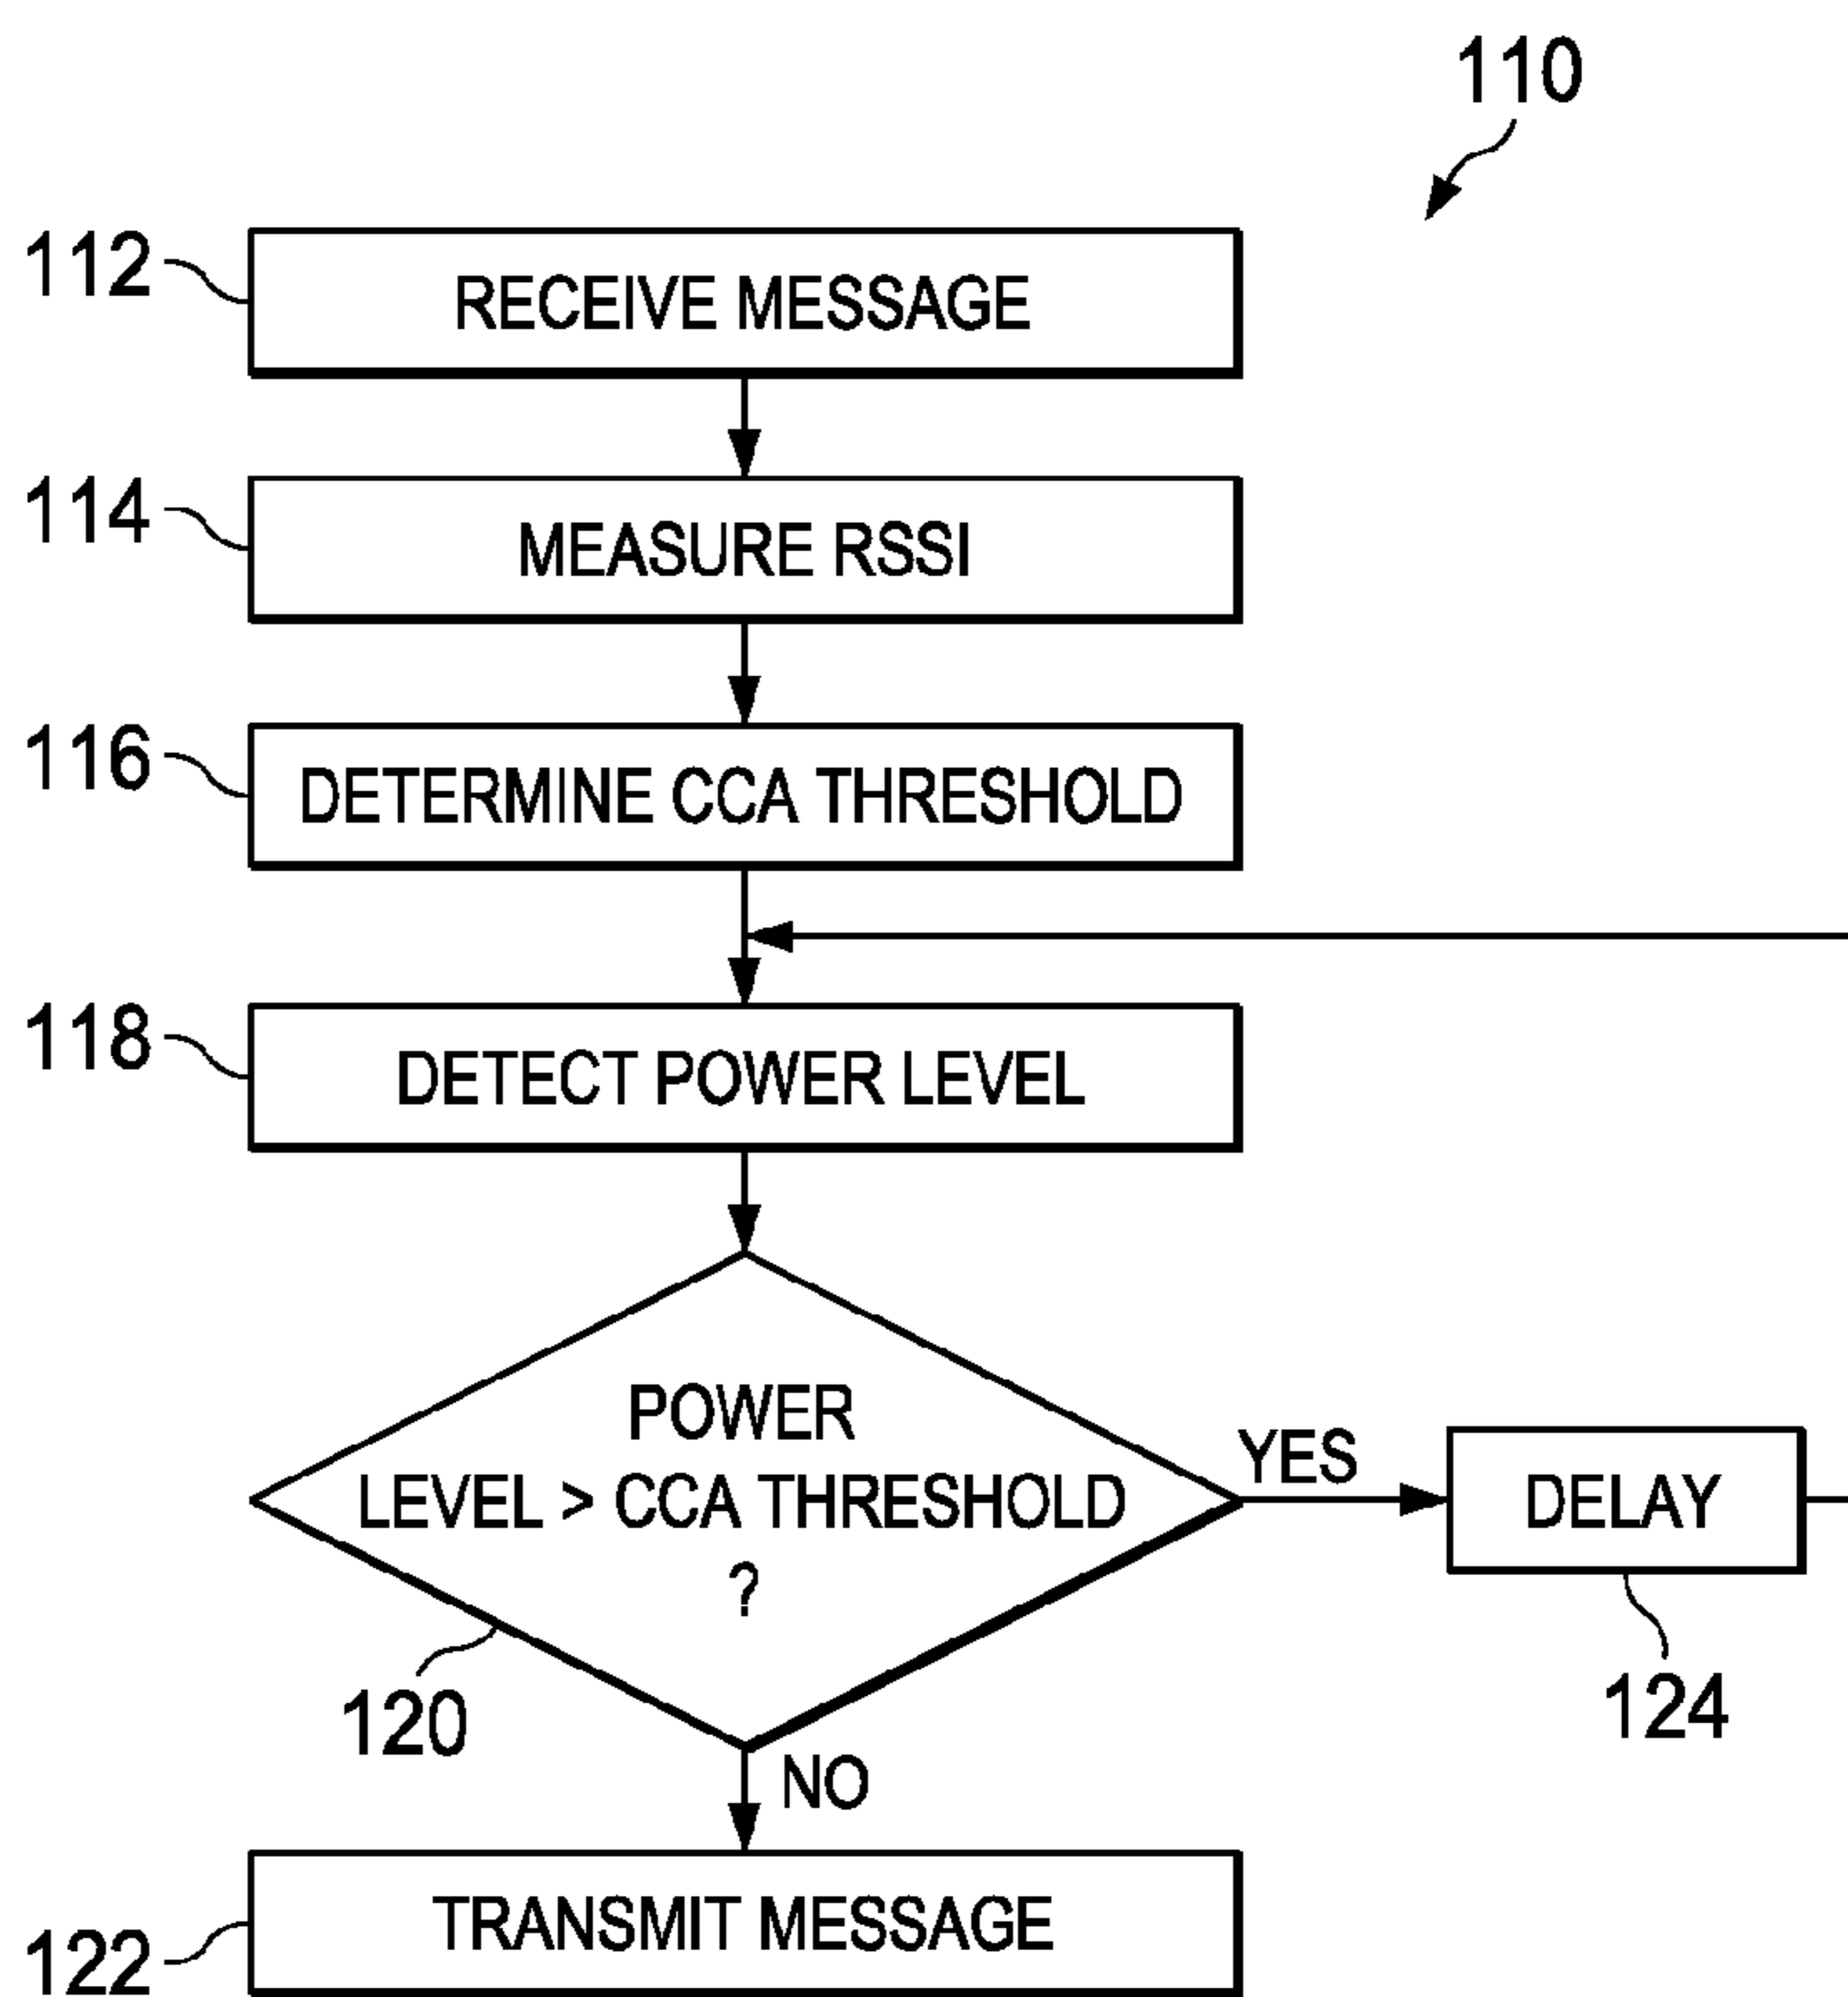 110
112
RECEIVE MESSAGE
114
MEASURE RSSI
116
DETERMINE CCA THRESHOLD
118
DETECT POWER LEVEL
POWER
LEVEL > CCA THRESHOLD
?
YES
DELAY
120
124
NO
TRANSMIT MESSAGE
122